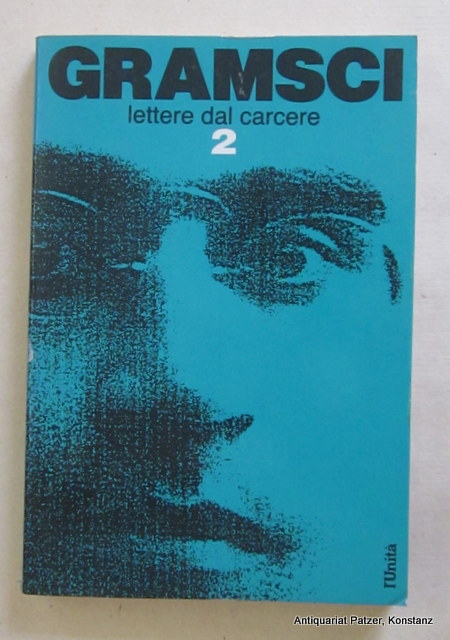 GRAMSCI
lettere dal carcere
2
l'Unità
Antiquariat Patzer, Konstanz